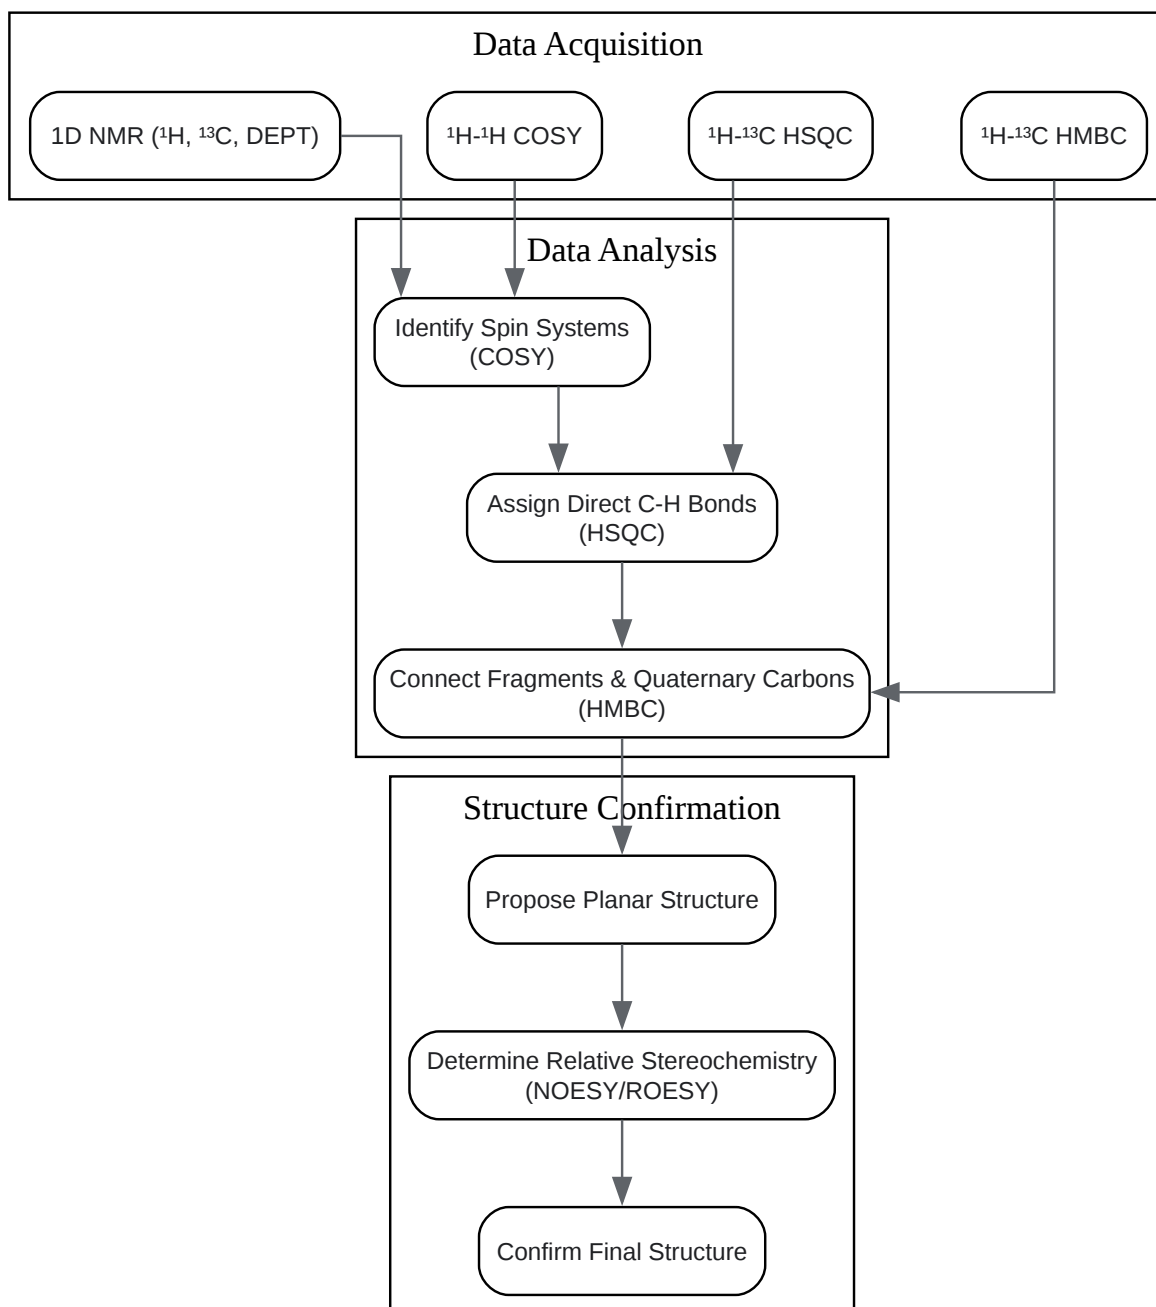 Data Acquisition
1D NMR (¹H, ¹³C, DEPT)
¹H-¹H COSY
¹H-¹³C HSQC
¹H-¹³C HMBC
Data Analysis
Identify Spin Systems
(COSY)
Assign Direct C-H Bonds
(HSQC)
Connect Fragments & Quaternary Carbons
(HMBC)
Structure Confirmation
Propose Planar Structure
Determine Relative Stereochemistry
(NOESY/ROESY)
Confirm Final Structure